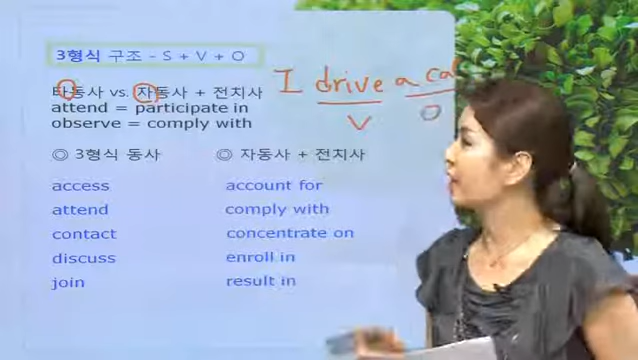 3형식 구조 - S + V + O
I drive a ca
V O
타동사 vs. 자동사 + 전치사
attend = participate in
observe = comply with
◎ 3형식 동사 ◎ 자동사 + 전치사
access account for
attend comply with
contact concentrate on
discuss enroll in
join result in